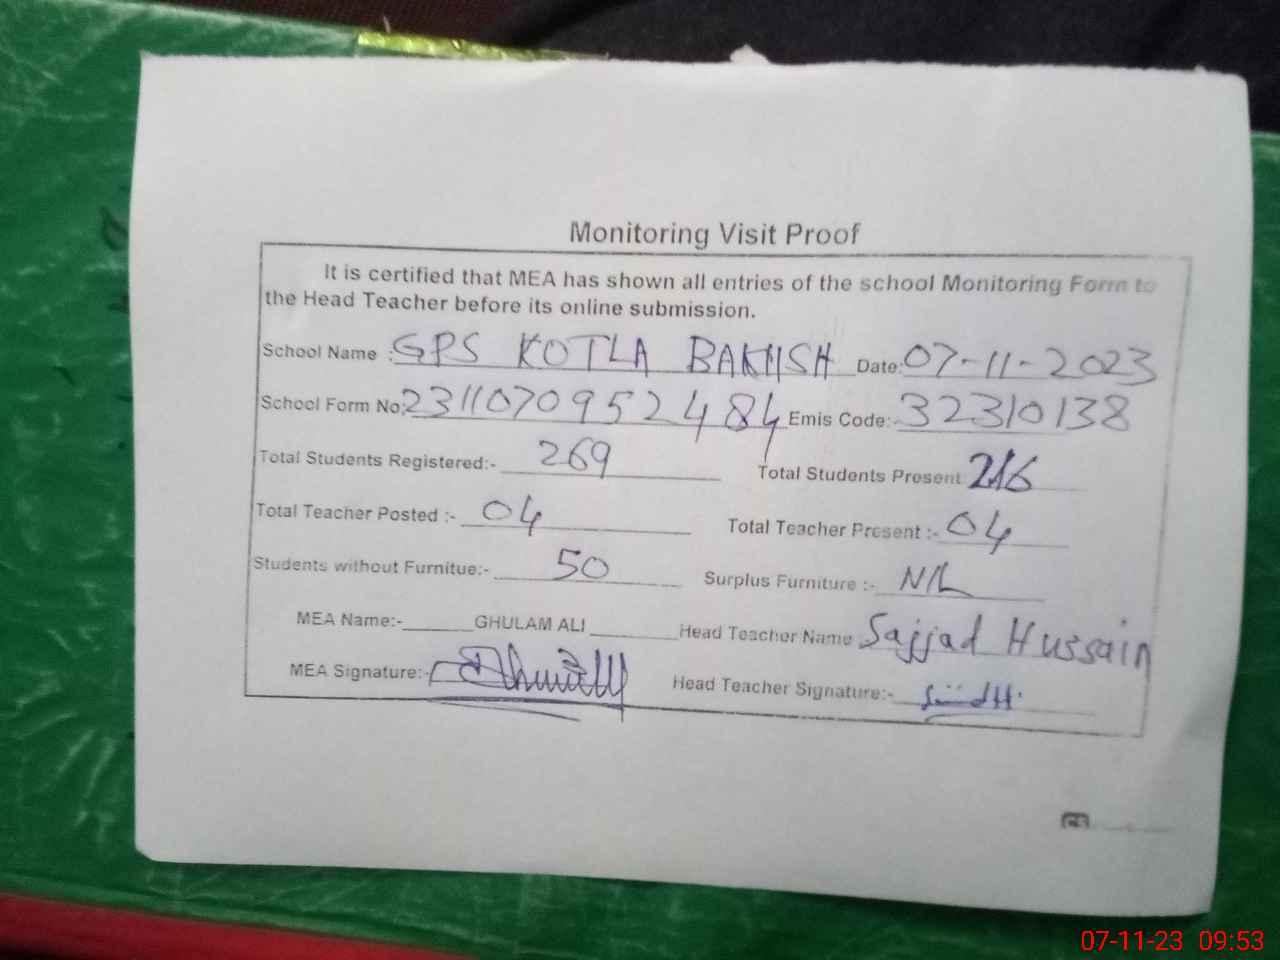 Monitoring Visit Proof
It is certified that MEA has shown all entries of the school Monitoring Form to
the Head Teacher before its online submission.
School Name :- GPS KOTLA BAKHSH Date:- 07-11-2023
School Form No:- 2311070952484 Emis Code:- 32310138
Total Students Registered:- 269 Total Students Present 216
Total Teacher Posted :- 04 Total Teacher Present :- 04
Students without Furnitue:- 50 Surplus Furniture :- NIL
MEA Name:- GHULAM ALI Head Teacher Name Sajjad Hussain
MEA Signature:- Head Teacher Signature:-
07-11-23 09:53